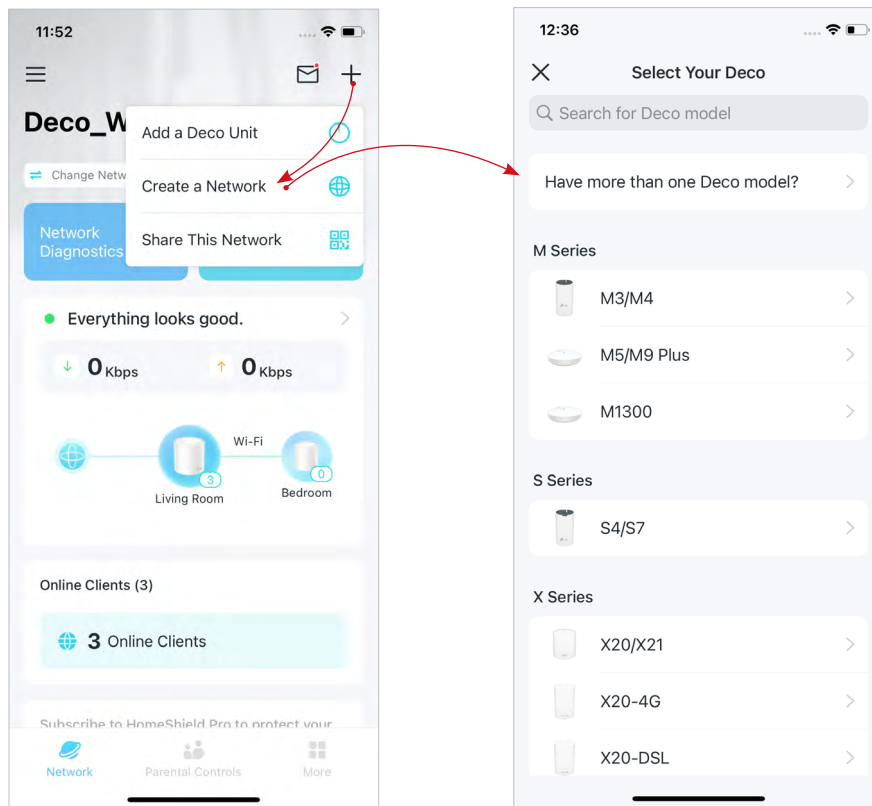 11:52
Deco_W
Add a Deco Unit
Change Netw
Create a Network
Network
Diagnostics
Share This Network
Everything looks good.
0 Kbps
0 Kbps
Wi-Fi
3
0
Living Room
Bedroom
Online Clients (3)
3 Online Clients
Subscribe to HomeShield Pro to protect your
Network
Parental Controls
More
12:36
Select Your Deco
Search for Deco model
Have more than one Deco model?
M Series
M3/M4
M5/M9 Plus
M1300
S Series
S4/S7
X Series
X20/X21
X20-4G
X20-DSL